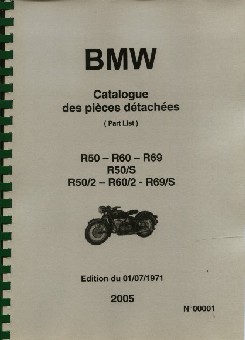 BMW
Catalogue
des pièces détachées
( Part List )
R50 – R60 – R69
R50/S
R50/2 – R60/2 - R69/S
Edition du 01/07/1971
2005
N°00001